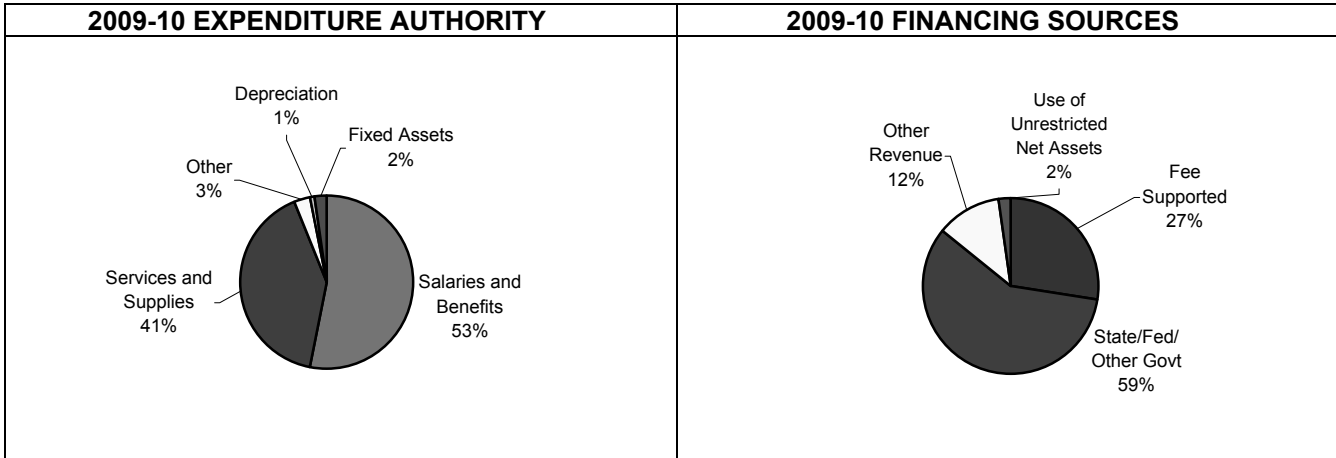 2009-10 EXPENDITURE AUTHORITY
Depreciation
1%
Fixed Assets
2%
Other
3%
Services and
Supplies
41%
Salaries and
Benefits
53%
2009-10 FINANCING SOURCES
Use of
Unrestricted
Net Assets
2%
Other
Revenue
12%
Fee
Supported
27%
State/Fed/
Other Govt
59%